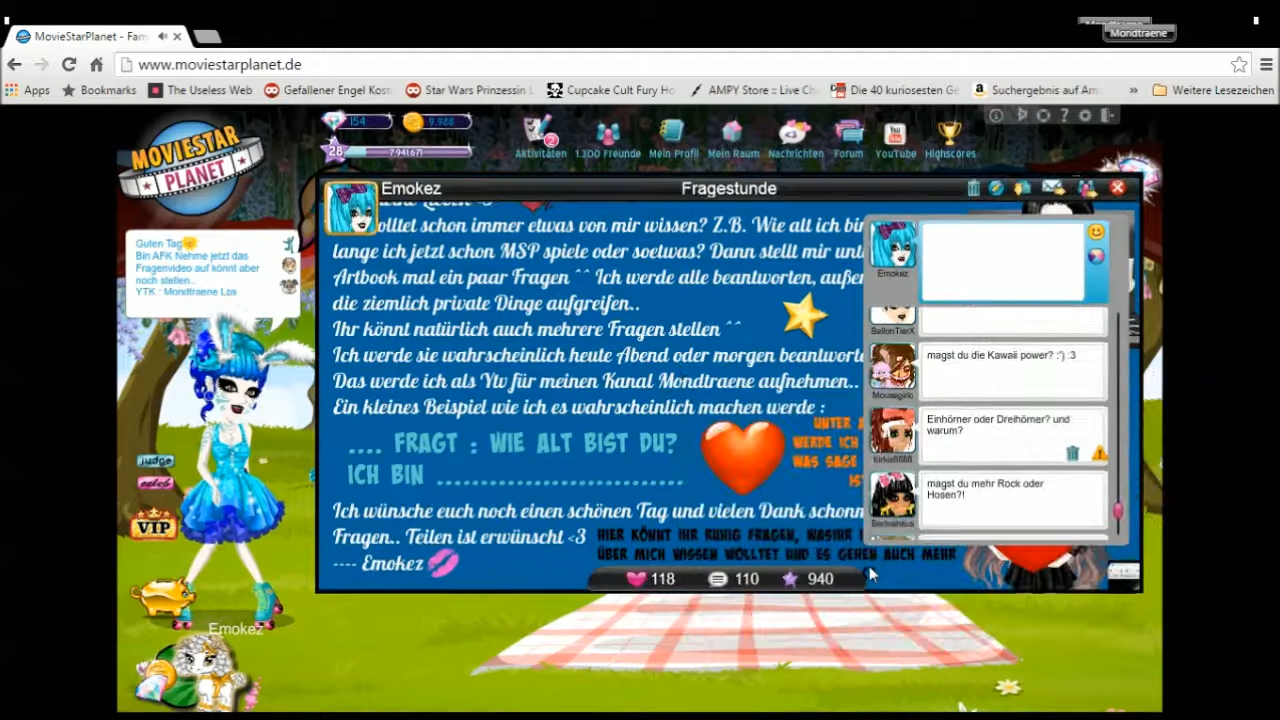 Mondtraene
MovieStarPlanet - Fam
www.moviestarplanet.de
Apps Bookmarks The Useless Web Gefallener Engel Kost Star Wars Prinzessin L Cupcake Cult Fury Ho AMPY Store :: Live Ch Die 40 kuriosesten Ge Suchergebnis auf Am » Weitere Lesezeichen
MOVIESTAR
PLANET
154 9.988
28 7.941.671
2
Aktivitäten 1.300 Freunde Mein Profil Mein Raum Nachrichten Forum YouTube Highscores
Emokez Fragestunde
Guten Tag
Bin AFK Nehme jetzt das
Fragenvideo auf könnt aber
noch stellen..
YTK : Mondtraene Los
olltet schon immer etwas von mir wissen? Z.B. Wie alt ich bi
lange ich jetzt schon MSP spiele oder soetwas? Dann stellt mir unt
Artbook mal ein paar Fragen ^^ Ich werde alle beantworten, außer
die ziemlich private Dinge aufgreifen..
Ihr könnt natürlich auch mehrere Fragen stellen ^^
Ich werde sie wahrscheinlich heute Abend oder morgen beantworte
Das werde ich als Ytv für meinen Kanal Mondtraene aufnehmen..
Ein kleines Beispiel wie ich es wahrscheinlich machen werde :
.... FRAGT : WIE ALT BIST DU?
ICH BIN ..............................
UNTER
WERDE ICH
WAS SAGE
Ich wünsche euch noch einen schönen Tag und vielen Dank schonm
Fragen.. Teilen ist erwünscht <3
---- Emokez
HIER KÖNNT IHR RUHIG FRAGEN, WAS IHR
ÜBER MICH WISSEN WOLLTET UND ES GEHEN AUCH MEHR
118 110 940
Emokez
BallonTierX
magst du die Kawaii power? :') :3
Mousegirlo
Einhörner oder Dreihörner? und
warum?
magst du mehr Rock oder
Hosen?!
judge
celeb
VIP
Emokez